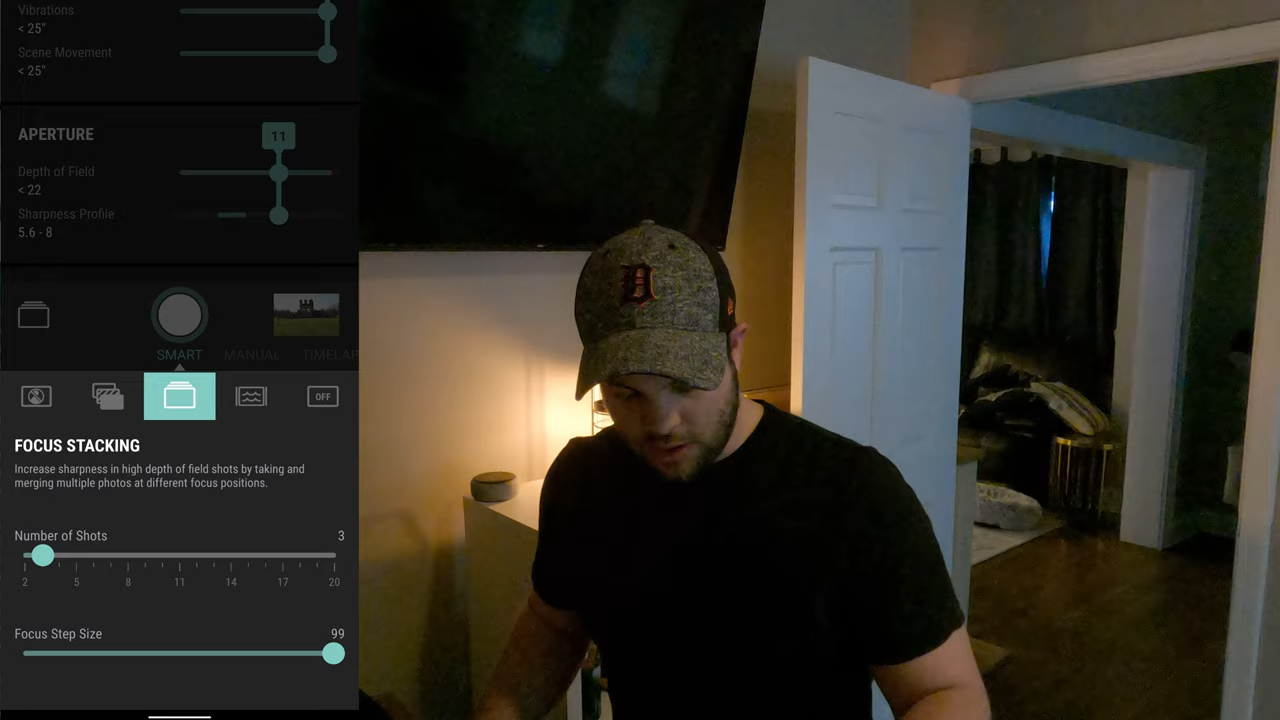 Vibrations
< 25"
Scene Movement
< 25"
APERTURE
11
Depth of Field
< 22
Sharpness Profile
5.6 - 8
SMART
MANUAL
TIMELAP
OFF
FOCUS STACKING
Increase sharpness in high depth of field shots by taking and
merging multiple photos at different focus positions.
Number of Shots
3
2 5 8 11 14 17 20
Focus Step Size
99
D